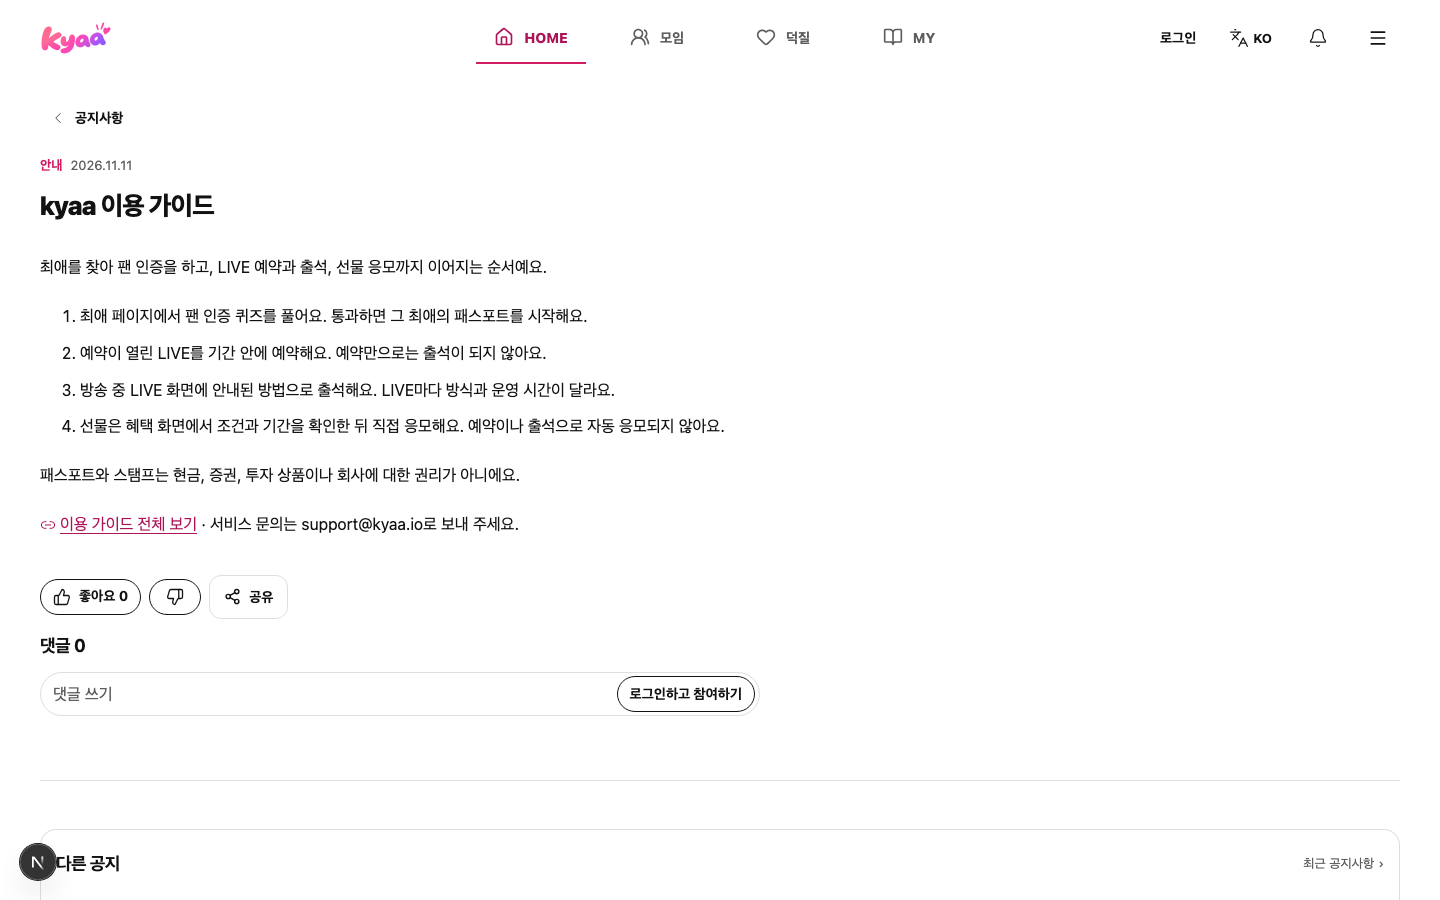 kyaa
HOME
모임
덕질
MY
로그인
KO
공지사항
안내 2026.11.11
kyaa 이용 가이드
최애를 찾아 팬 인증을 하고, LIVE 예약과 출석, 선물 응모까지 이어지는 순서예요.
1. 최애 페이지에서 팬 인증 퀴즈를 풀어요. 통과하면 그 최애의 패스포트를 시작해요.
2. 예약이 열린 LIVE를 기간 안에 예약해요. 예약만으로는 출석이 되지 않아요.
3. 방송 중 LIVE 화면에 안내된 방법으로 출석해요. LIVE마다 방식과 운영 시간이 달라요.
4. 선물은 혜택 화면에서 조건과 기간을 확인한 뒤 직접 응모해요. 예약이나 출석으로 자동 응모되지 않아요.
패스포트와 스탬프는 현금, 증권, 투자 상품이나 회사에 대한 권리가 아니에요.
이용 가이드 전체 보기 · 서비스 문의는 support@kyaa.io로 보내 주세요.
좋아요 0
공유
댓글 0
댓글 쓰기
로그인하고 참여하기
N
다른 공지
최근 공지사항 ›